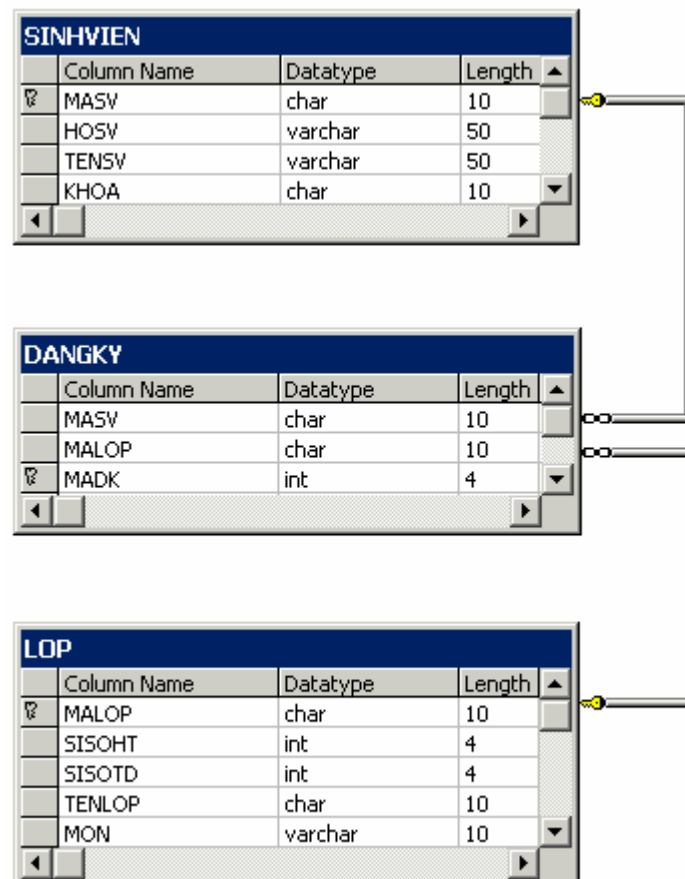 SINHVIEN
Column Name Datatype Length
MASV char 10
HOSV varchar 50
TENSV varchar 50
KHOA char 10
DANGKY
Column Name Datatype Length
MASV char 10
MALOP char 10
MADK int 4
LOP
Column Name Datatype Length
MALOP char 10
SISOHT int 4
SISOTD int 4
TENLOP char 10
MON varchar 10